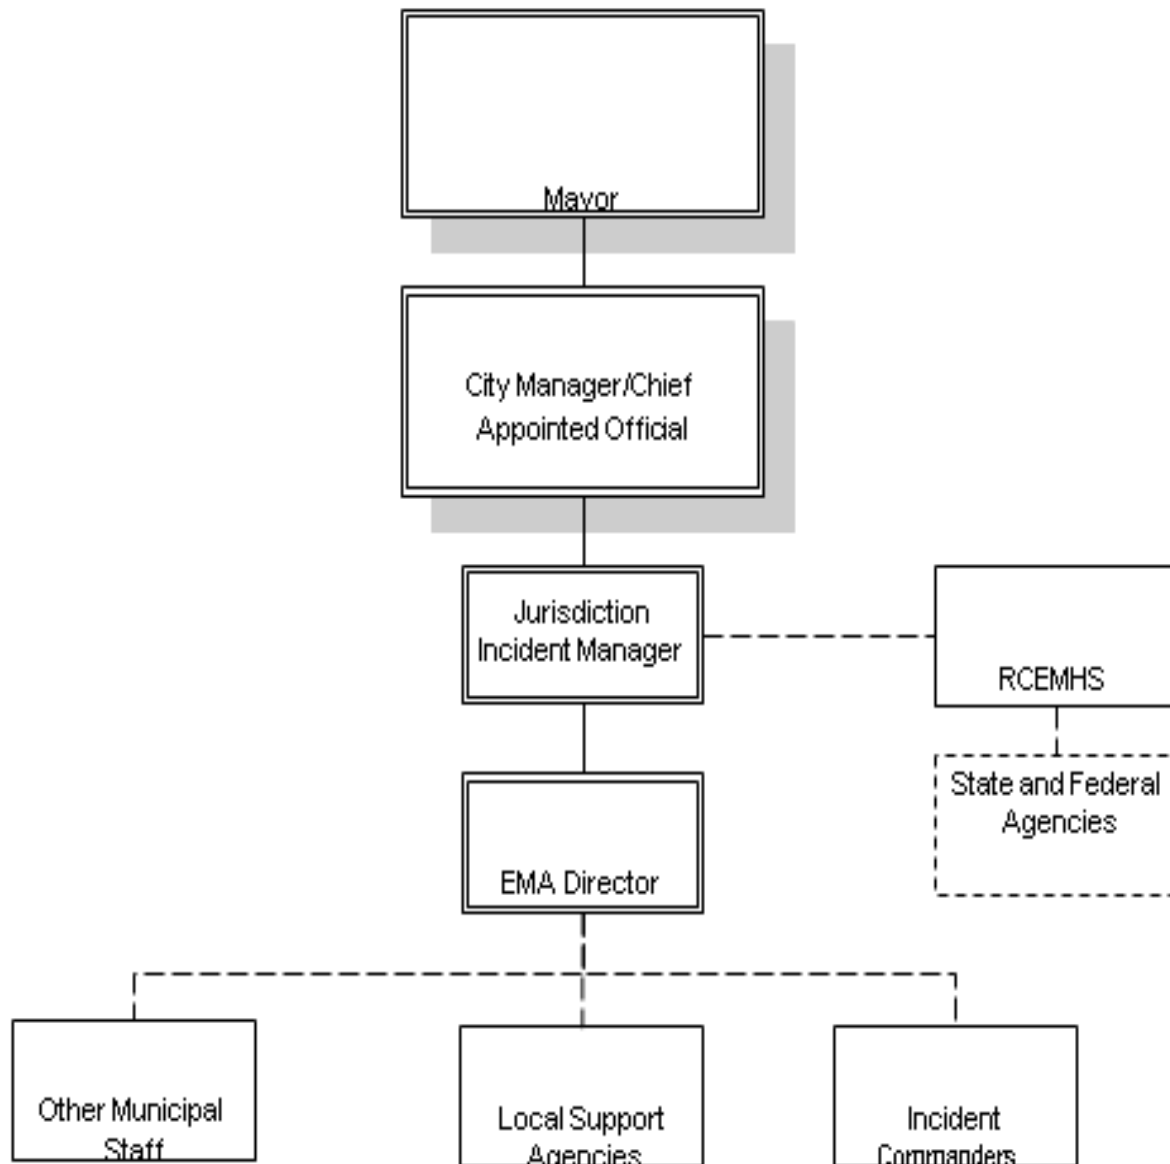 Mayor
City Manager/Chief
Appointed Official
Jurisdiction
Incident Manager
RCEMHS
State and Federal
Agencies
EMA Director
Other Municipal
Staff
Local Support
Agencies
Incident
Commanders